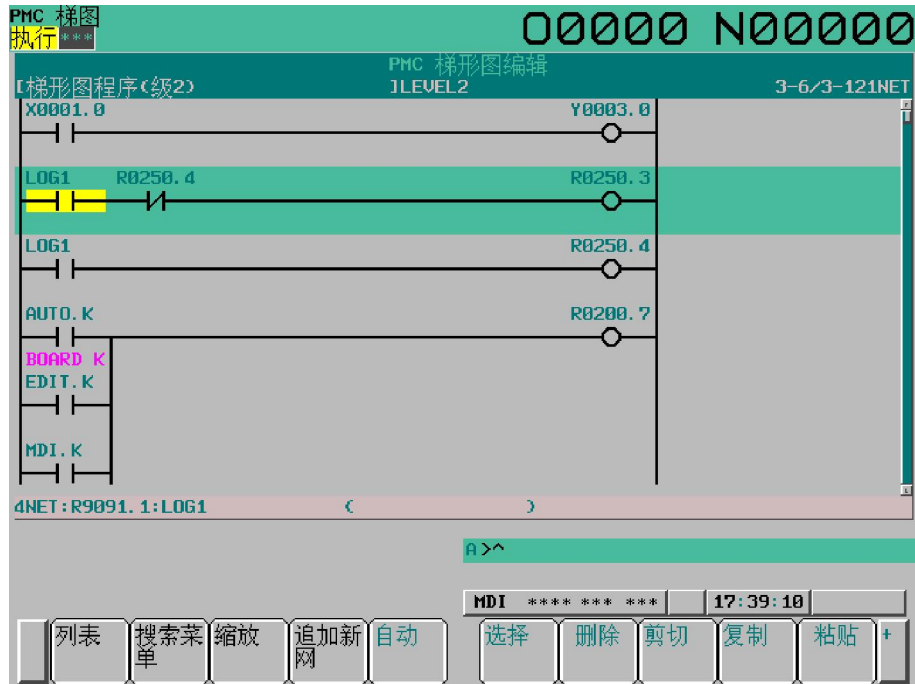 PMC 梯图
执行***
O0000 N00000
PMC 梯形图编辑
[梯形图程序(级2) ]LEVEL2 3-6/3-121NET
X0001.0 Y0003.0
LOG1 R0250.4 R0250.3
LOG1 R0250.4
AUTO.K R0200.7
BOARD K
EDIT.K
MDI.K
4NET:R9091.1:LOG1 ( )
A>^
MDI **** *** *** 17:39:10
列表 搜索菜单 缩放 追加新网 自动 选择 删除 剪切 复制 粘贴 +